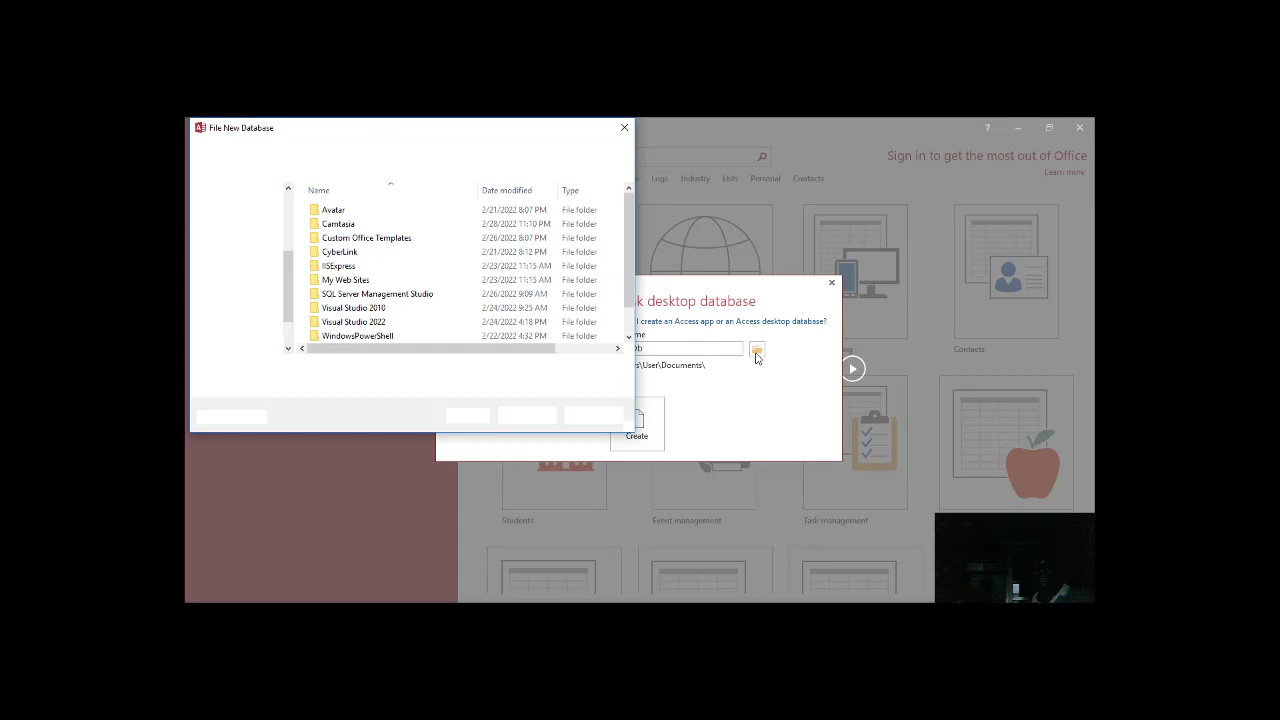 File New Database
Name Date modified Type
Avatar 2/21/2022 8:07 PM File folder
Camtasia 2/28/2022 11:10 PM File folder
Custom Office Templates 2/26/2022 8:07 PM File folder
CyberLink 2/21/2022 8:12 PM File folder
IISExpress 2/23/2022 11:15 AM File folder
My Web Sites 2/23/2022 11:15 AM File folder
SQL Server Management Studio 2/26/2022 9:09 AM File folder
Visual Studio 2010 2/24/2022 9:25 AM File folder
Visual Studio 2022 2/24/2022 4:18 PM File folder
WindowsPowerShell 2/22/2022 4:32 PM File folder
?
Sign in to get the most out of Office
Learn more
Logs Industry Lists Personal Contacts
desktop database
create an Access app or an Access desktop database?
\User\Documents\
Create
Contacts
Students Event management Task management